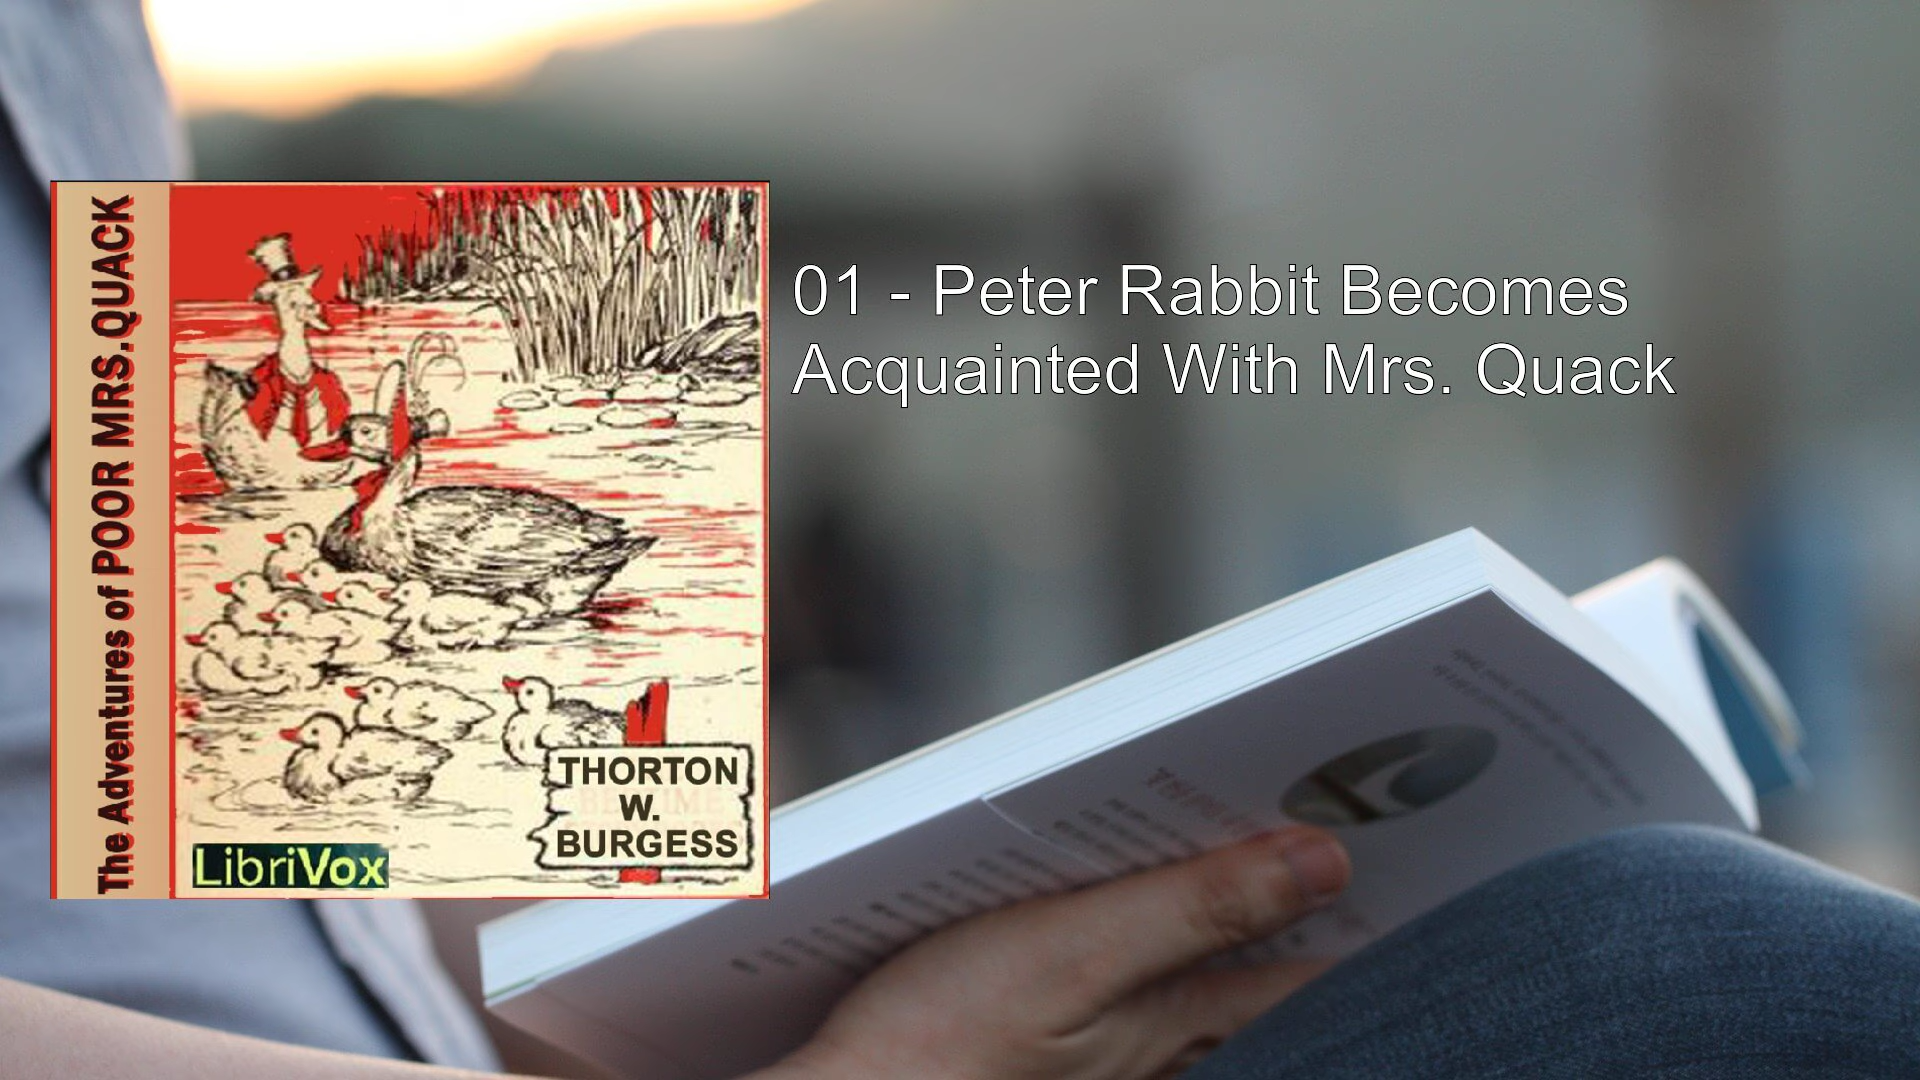 The Adventures of POOR MRS.QUACK
THORTON
W.
BURGESS
LibriVox
01 - Peter Rabbit Becomes
Acquainted With Mrs. Quack